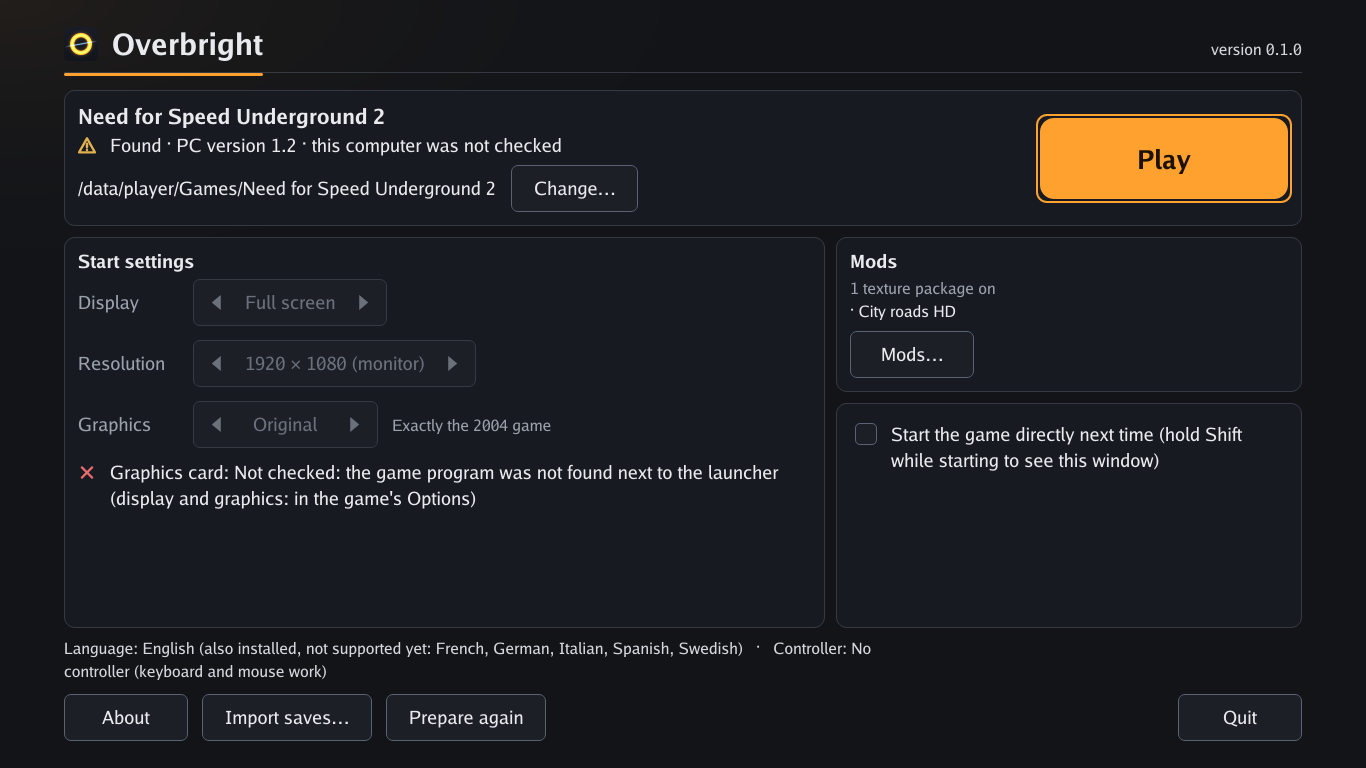 Overbright
version 0.1.0
Need for Speed Underground 2
Found · PC version 1.2 · this computer was not checked
/data/player/Games/Need for Speed Underground 2
Change…
Play
Start settings
Display
Full screen
Resolution
1920 × 1080 (monitor)
Graphics
Original
Exactly the 2004 game
Graphics card: Not checked: the game program was not found next to the launcher
(display and graphics: in the game's Options)
Mods
1 texture package on
· City roads HD
Mods…
Start the game directly next time (hold Shift
while starting to see this window)
Language: English (also installed, not supported yet: French, German, Italian, Spanish, Swedish) · Controller: No
controller (keyboard and mouse work)
About
Import saves…
Prepare again
Quit